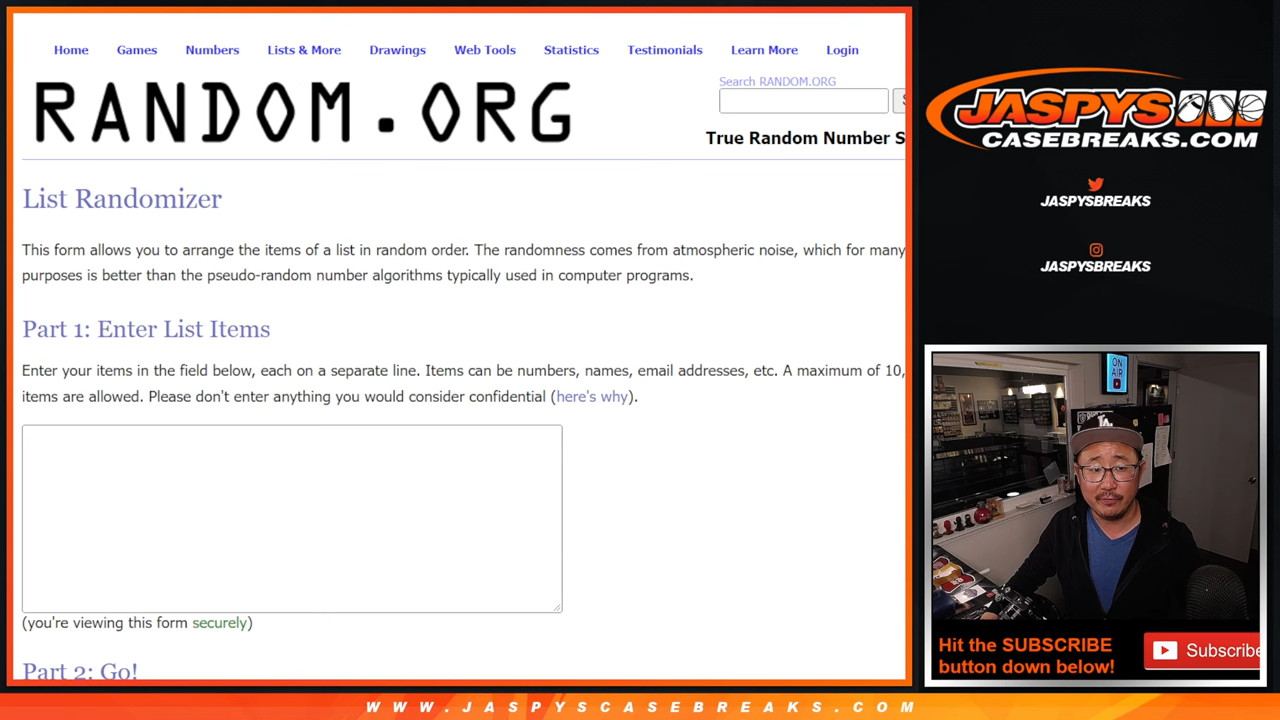 Home Games Numbers Lists & More Drawings Web Tools Statistics Testimonials Learn More Login
RANDOM.ORG
Search RANDOM.ORG
True Random Number S
List Randomizer
This form allows you to arrange the items of a list in random order. The randomness comes from atmospheric noise, which for many
purposes is better than the pseudo-random number algorithms typically used in computer programs.
Part 1: Enter List Items
Enter your items in the field below, each on a separate line. Items can be numbers, names, email addresses, etc. A maximum of 10,
items are allowed. Please don't enter anything you would consider confidential (here's why).
(you're viewing this form securely)
Part 2: Go!
JASPYS
CASEBREAKS.COM
JASPYSBREAKS
JASPYSBREAKS
ON
AIR
LA
Hit the SUBSCRIBE
button down below!
Subscribe
WWW.JASPYSCASEBREAKS.COM